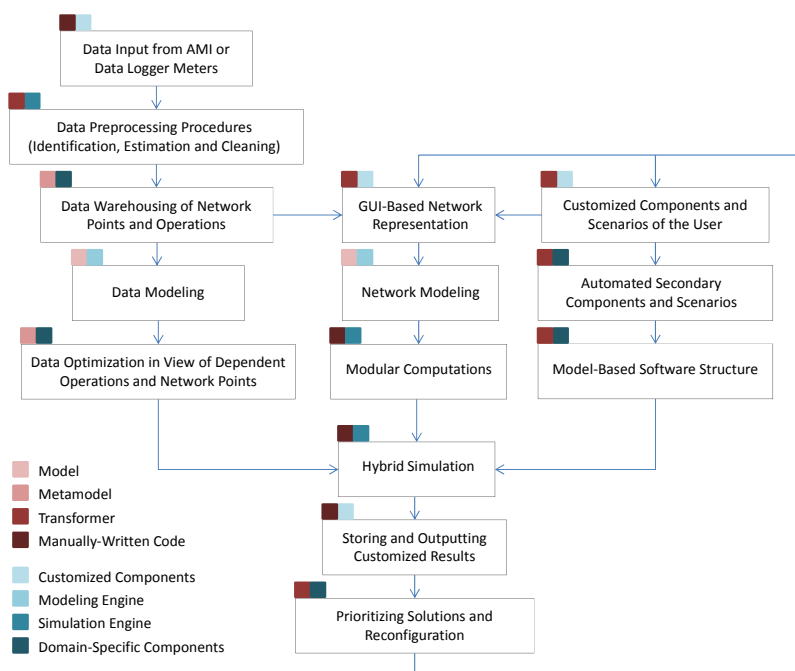 Data Input from AMI or
Data Logger Meters
Data Preprocessing Procedures
(Identification, Estimation and Cleaning)
Data Warehousing of Network
Points and Operations
GUI-Based Network
Representation
Customized Components and
Scenarios of the User
Data Modeling
Network Modeling
Automated Secondary
Components and Scenarios
Data Optimization in View of Dependent
Operations and Network Points
Modular Computations
Model-Based Software Structure
Hybrid Simulation
Storing and Outputting
Customized Results
Prioritizing Solutions and
Reconfiguration
Model
Metamodel
Transformer
Manually-Written Code
Customized Components
Modeling Engine
Simulation Engine
Domain-Specific Components